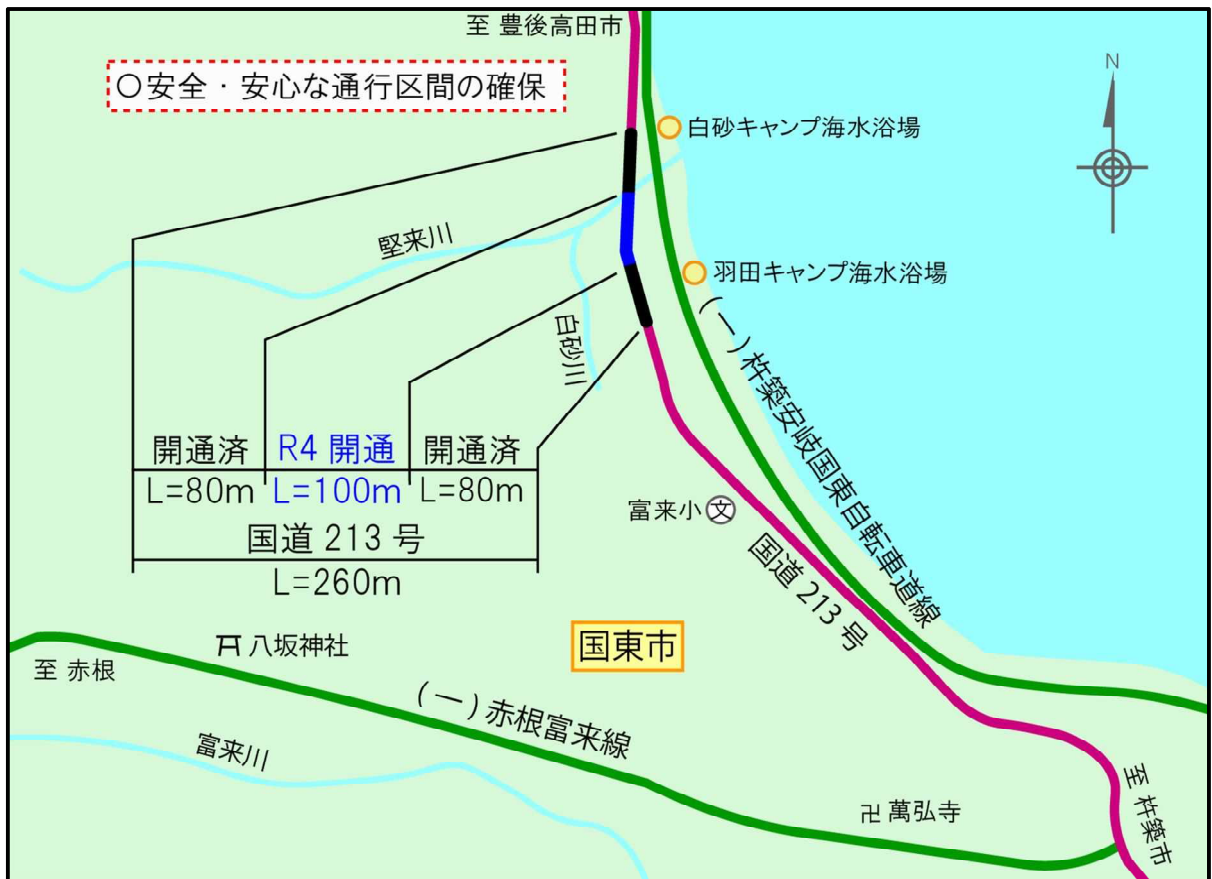 至 豊後高田市
○安全・安心な通行区間の確保
N
白砂キャンプ海水浴場
堅来川
羽田キャンプ海水浴場
白砂川
(一)杵築安岐国東自転車道線
開通済
R4 開通
開通済
L=80m
L=100m
L=80m
国道 213 号
L=260m
富来小
文
国道 213 号
八坂神社
国東市
至 赤根
(一)赤根富来線
富来川
卍 萬弘寺
至 杵築市